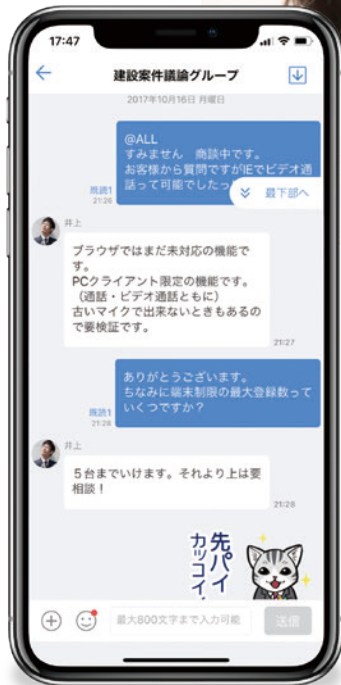 17:47
建設案件議論グループ
2017年10月16日 月曜日
@ALL
すみません 商談中です。
お客様から質問ですがIEでビデオ通
話って可能でしたっ
最下部へ
既読1
21:26
井上
ブラウザではまだ未対応の機能で
す。
PCクライアント限定の機能です。
(通話・ビデオ通話ともに)
古いマイクで出来ないときもあるの
で要検証です。
21:27
ありがとうございます。
ちなみに端末制限の最大登録数って
いくつですか?
既読1
21:28
井上
5台までいけます。それより上は要
相談!
21:28
先パイ
カッコイイ
最大800文字まで入力可能
送信